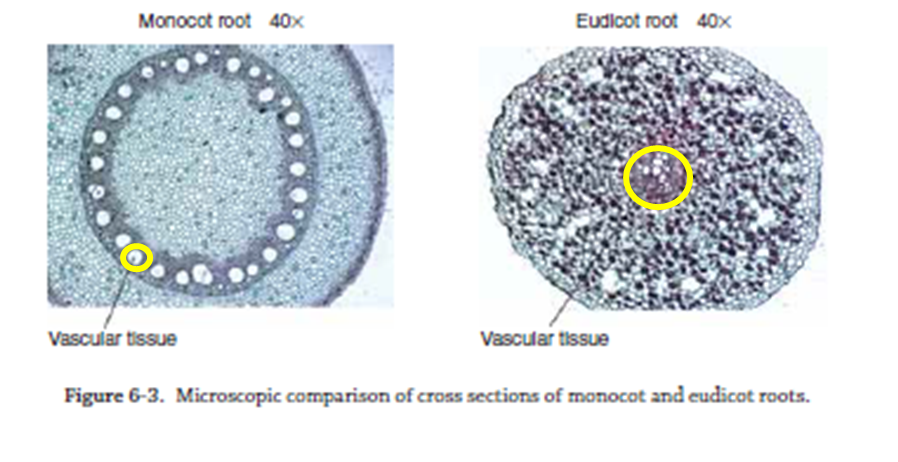 Monocot root 40×
Eudicot root 40×
Vascular tissue
Vascular tissue
Figure 6-3. Microscopic comparison of cross sections of monocot and eudicot roots.